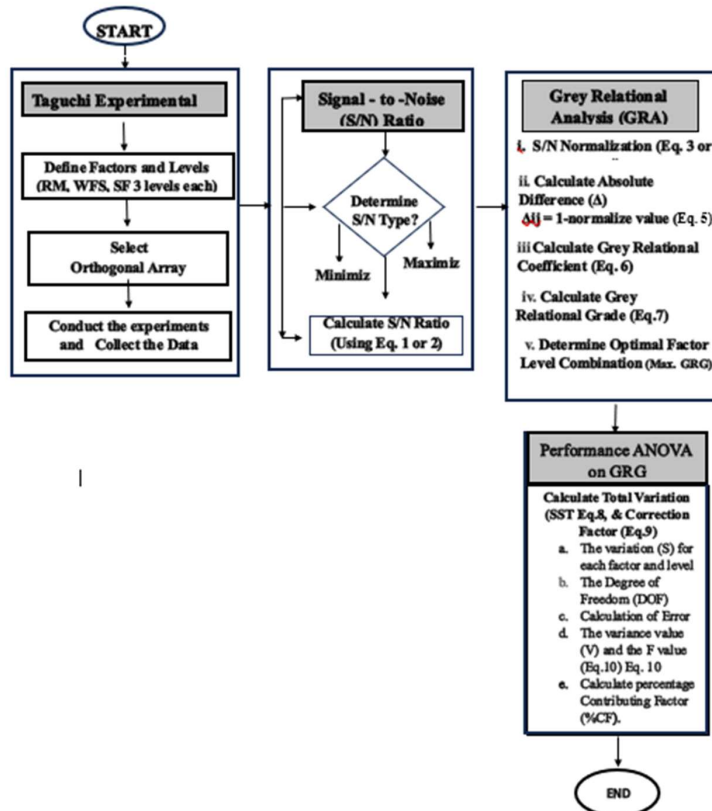 START
Taguchi Experimental
Define Factors and Levels
(RM, WFS, SF 3 levels each)
Select
Orthogonal Array
Conduct the experiments
and Collect the Data
Signal - to -Noise
(S/N) Ratio
Determine
S/N Type?
Minimiz
Maximiz
Calculate S/N Ratio
(Using Eq. 1 or 2)
Grey Relational
Analysis (GRA)
i. S/N Normalization (Eq. 3 or
ii. Calculate Absolute
Difference (Δ)
Δij = 1-normalize value (Eq. 5)
iii Calculate Grey Relational
Coefficient (Eq. 6)
iv. Calculate Grey
Relational Grade (Eq.7)
v. Determine Optimal Factor
Level Combination (Max. GRG)
Performance ANOVA
on GRG
Calculate Total Variation
(SST Eq.8, & Correction
Factor (Eq.9)
a. The variation (S) for
each factor and level
b. The Degree of
Freedom (DOF)
c. Calculation of Error
d. The variance value
(V) and the F value
(Eq.10) Eq. 10
e. Calculate percentage
Contributing Factor
(%CF).
END